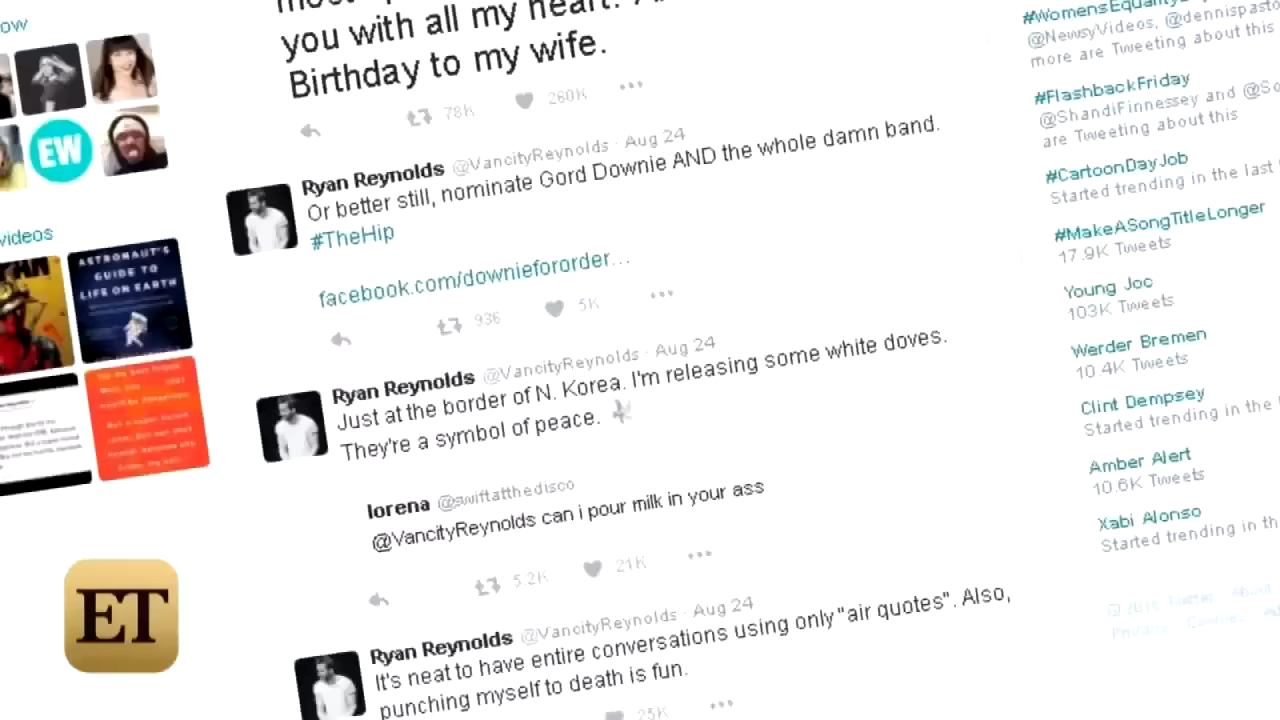 ow
EW
videos
ASTRONAUT'S
GUIDE TO
LIFE ON EARTH
ET
you with all my heart.
Birthday to my wife.
78K
260K
Ryan Reynolds @VancityReynolds · Aug 24
Or better still, nominate Gord Downie AND the whole damn band.
#TheHip
facebook.com/downiefororder...
936
5K
Ryan Reynolds @VancityReynolds · Aug 24
Just at the border of N. Korea. I'm releasing some white doves.
They're a symbol of peace.
lorena @swiftatthedisco
@VancityReynolds can i pour milk in your ass
5.2K
21K
Ryan Reynolds @VancityReynolds · Aug 24
It's neat to have entire conversations using only "air quotes". Also,
punching myself to death is fun.
25K
#WomensEquality
@NewsyVideos, @dennispasto
more are Tweeting about this
#FlashbackFriday
@ShandiFinnessey and @So
are Tweeting about this
#CartoonDayJob
Started trending in the last
#MakeASongTitleLonger
17.9K Tweets
Young Joc
103K Tweets
Werder Bremen
10.4K Tweets
Clint Dempsey
Started trending in the
Amber Alert
10.6K Tweets
Xabi Alonso
Started trending in th
Twitter About